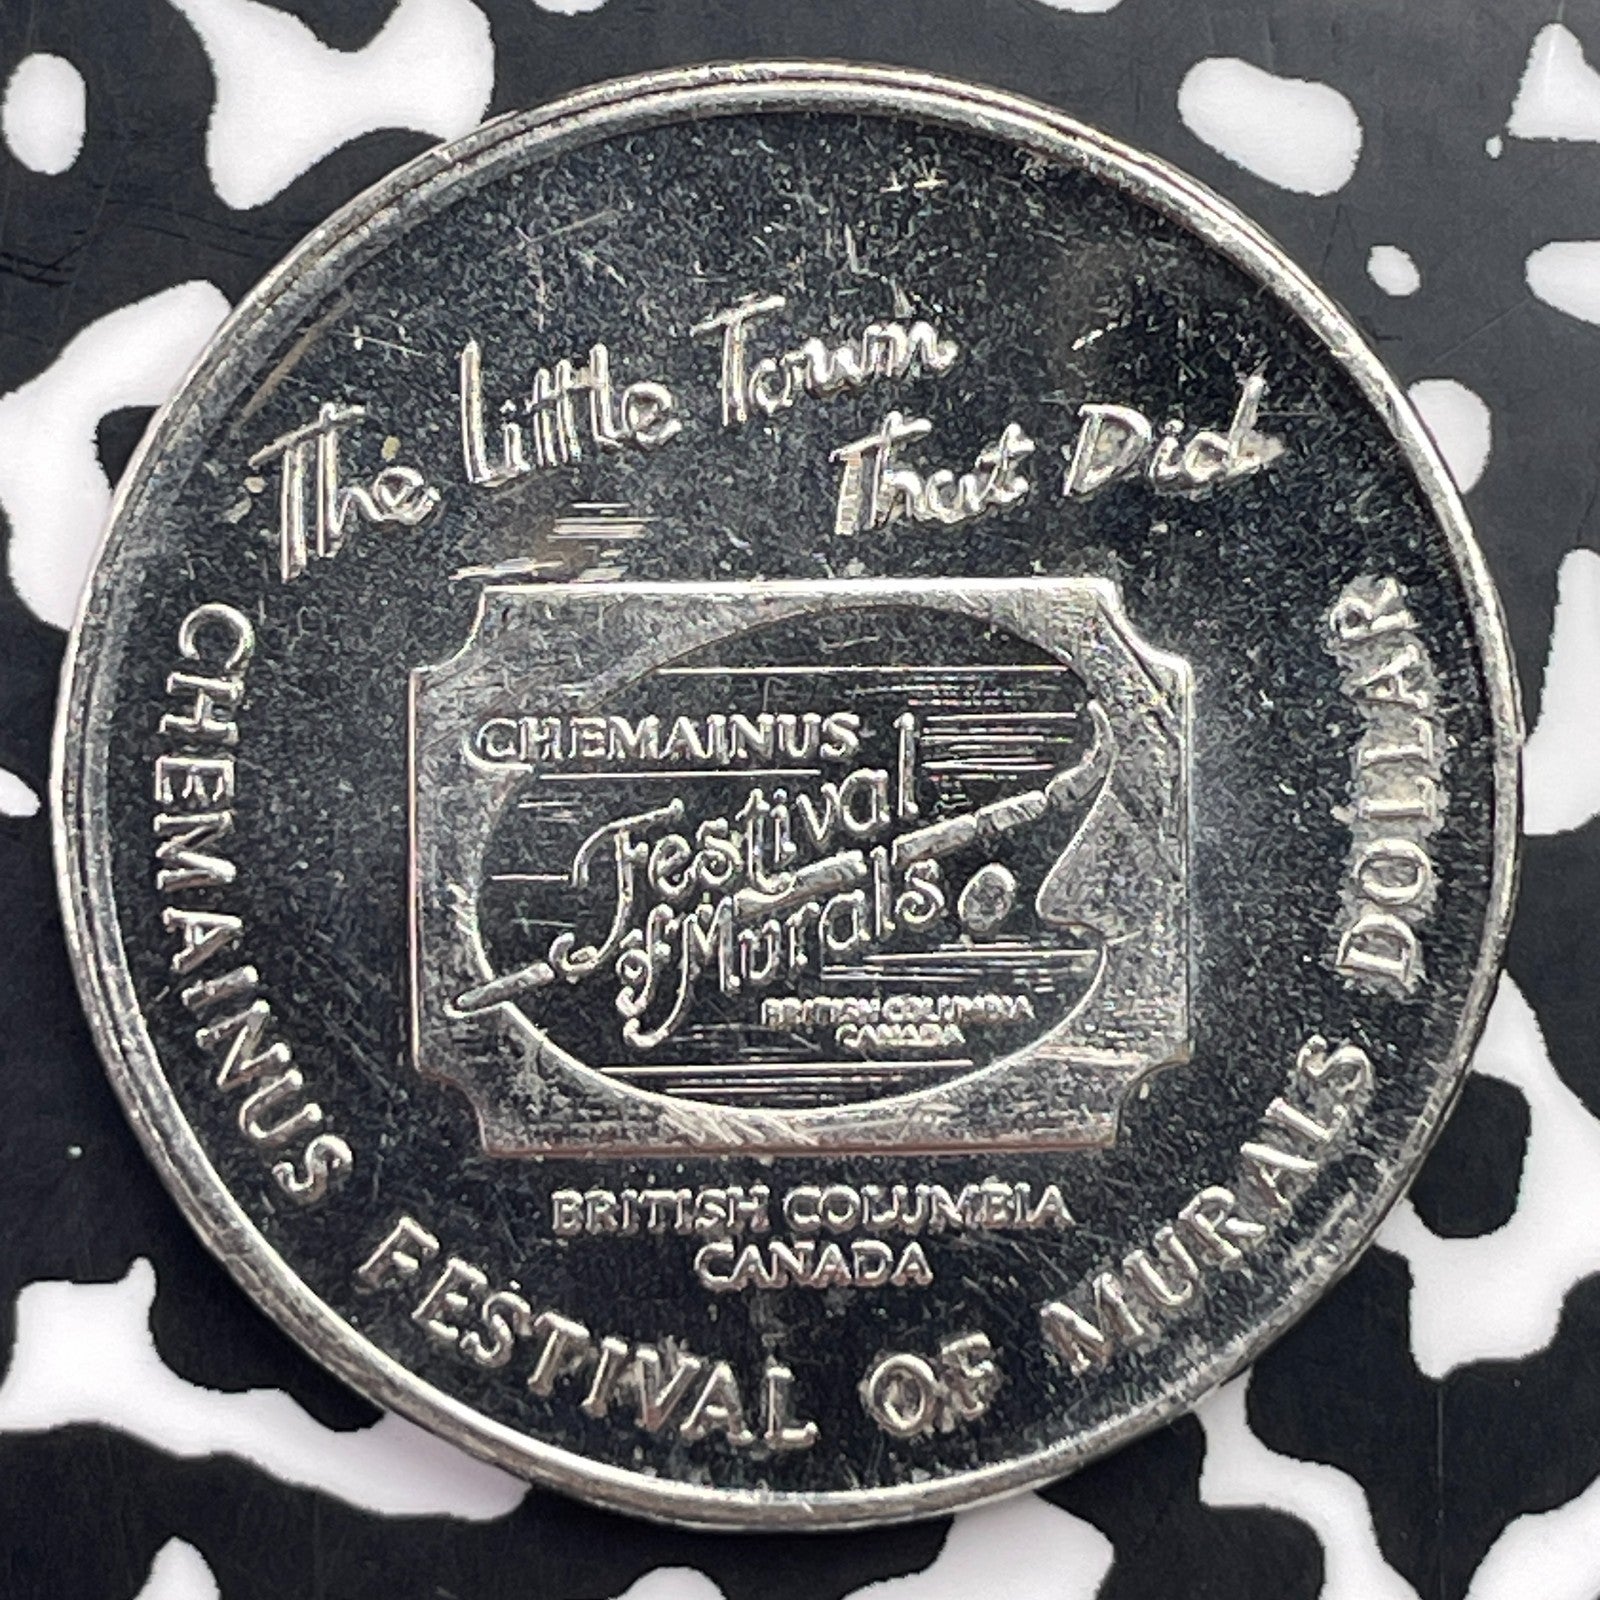 The Little Town
That Did
CHEMAINUS
Festival
of Murals
BRITISH COLUMBIA
CANADA
BRITISH COLUMBIA
CANADA
CHEMAINUS FESTIVAL OF MURALS DOLLAR